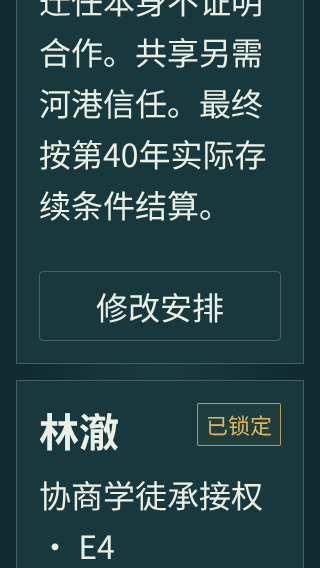 迁任本身不证明
合作。共享另需
河港信任。最终
按第40年实际存
续条件结算。
修改安排
林澈
已锁定
协商学徒承接权
· E4